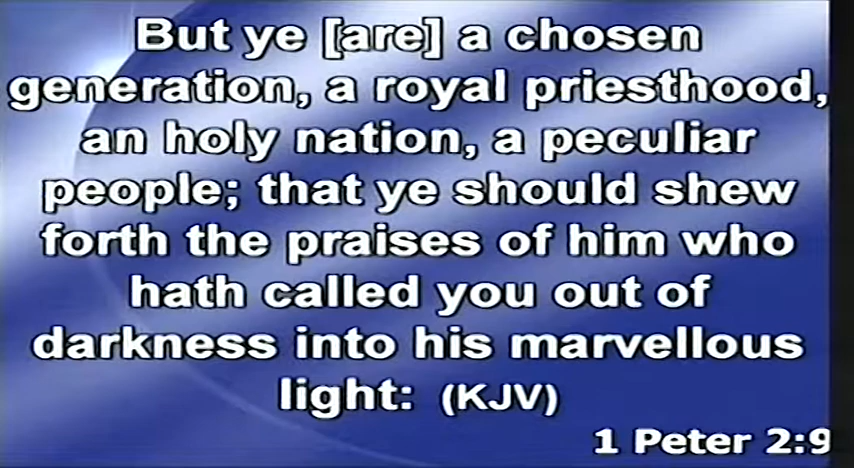 But ye [are] a chosen
generation, a royal priesthood,
an holy nation, a peculiar
people; that ye should shew
forth the praises of him who
hath called you out of
darkness into his marvellous
light: (KJV)
1 Peter 2:9